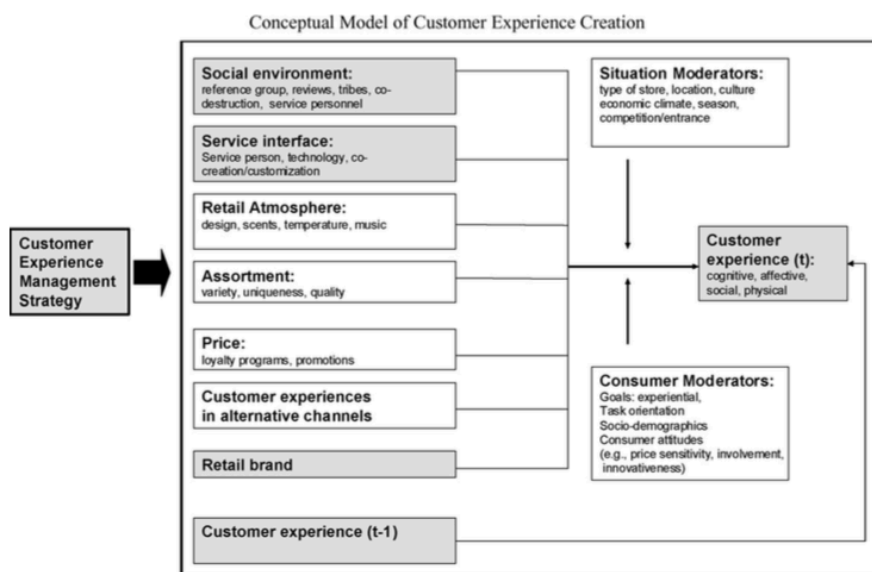 Conceptual Model of Customer Experience Creation
Customer
Experience
Management
Strategy
Social environment:
reference group, reviews, tribes, co-
destruction, service personnel
Service interface:
Service person, technology, co-
creation/customization
Retail Atmosphere:
design, scents, temperature, music
Assortment:
variety, uniqueness, quality
Price:
loyalty programs, promotions
Customer experiences
in alternative channels
Retail brand
Customer experience (t-1)
Situation Moderators:
type of store, location, culture
economic climate, season,
competition/entrance
Customer
experience (t):
cognitive, affective,
social, physical
Consumer Moderators:
Goals: experiential,
Task orientation
Socio-demographics
Consumer attitudes
(e.g., price sensitivity, involvement,
innovativeness)